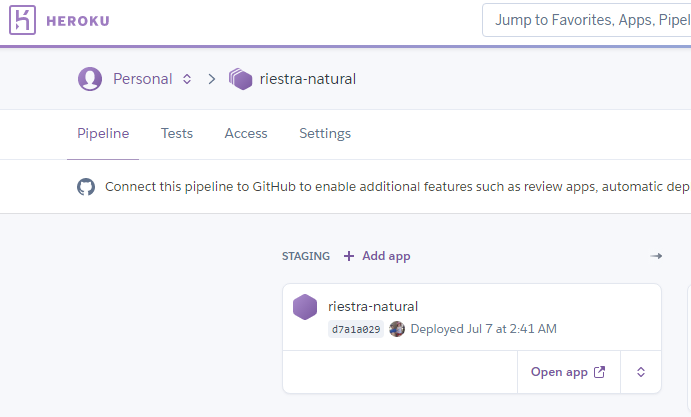 HEROKU
Jump to Favorites, Apps, Pipel
Personal > riestra-natural
Pipeline Tests Access Settings
Connect this pipeline to GitHub to enable additional features such as review apps, automatic dep
STAGING + Add app
riestra-natural
d7a1a029 Deployed Jul 7 at 2:41 AM
Open app